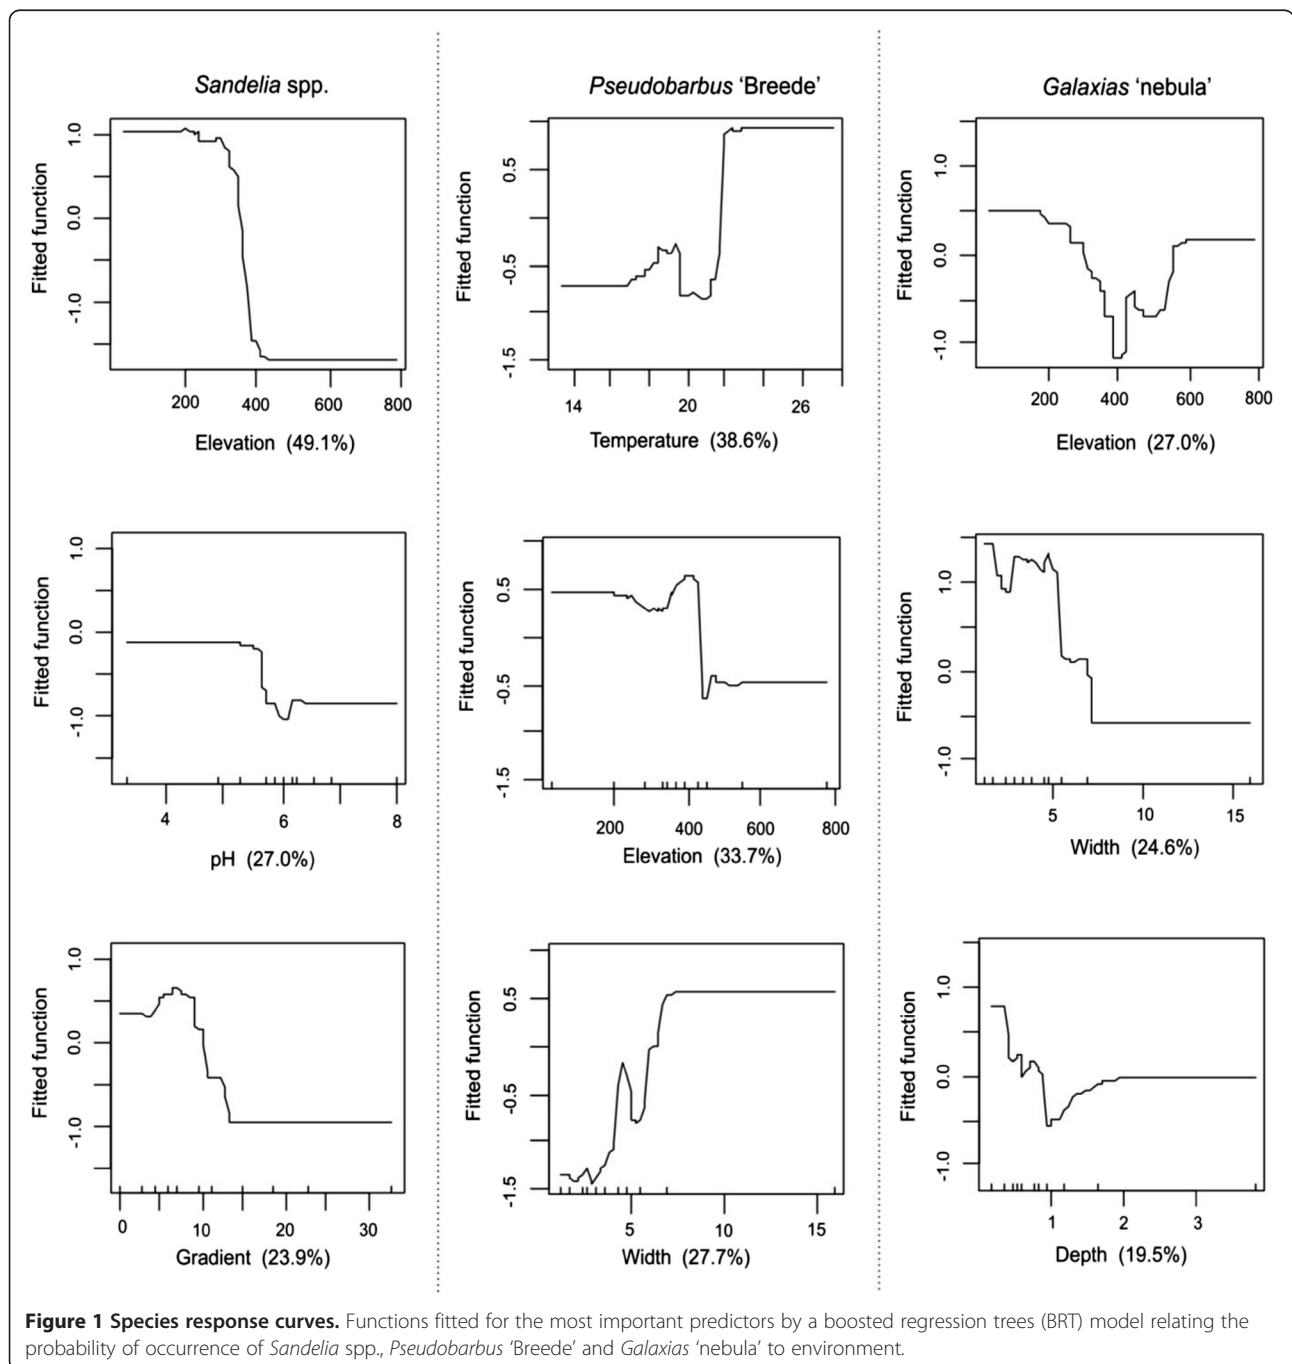 Sandelia spp.
Pseudobarbus 'Breede'
Galaxias 'nebula'
Fitted function
1.0
0.0
-1.0
200 400 600 800
Elevation (49.1%)
Fitted function
0.5
-0.5
-1.5
14 20 26
Temperature (38.6%)
Fitted function
1.0
0.0
-1.0
200 400 600 800
Elevation (27.0%)
Fitted function
1.0
0.0
-1.0
4 6 8
pH (27.0%)
Fitted function
0.5
-0.5
-1.5
200 400 600 800
Elevation (33.7%)
Fitted function
1.0
0.0
-1.0
5 10 15
Width (24.6%)
Fitted function
1.0
0.0
-1.0
0 10 20 30
Gradient (23.9%)
Fitted function
0.5
-0.5
-1.5
5 10 15
Width (27.7%)
Fitted function
1.0
0.0
-1.0
1 2 3
Depth (19.5%)
Figure 1 Species response curves. Functions fitted for the most important predictors by a boosted regression trees (BRT) model relating the
probability of occurrence of Sandelia spp., Pseudobarbus 'Breede' and Galaxias 'nebula' to environment.